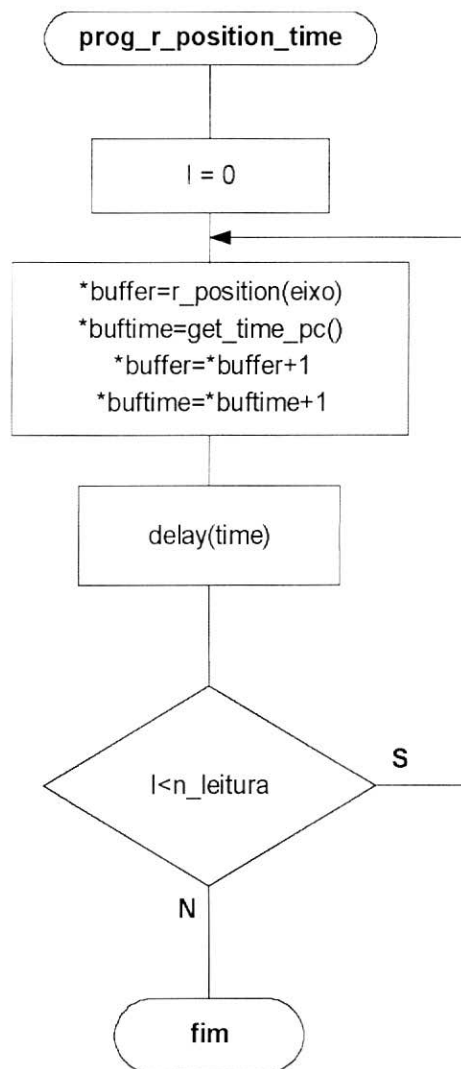 prog_r_position_time
I = 0
*buffer=r_position(eixo)
*buftime=get_time_pc()
*buffer=*buffer+1
*buftime=*buftime+1
delay(time)
I<n_leitura
S
N
fim